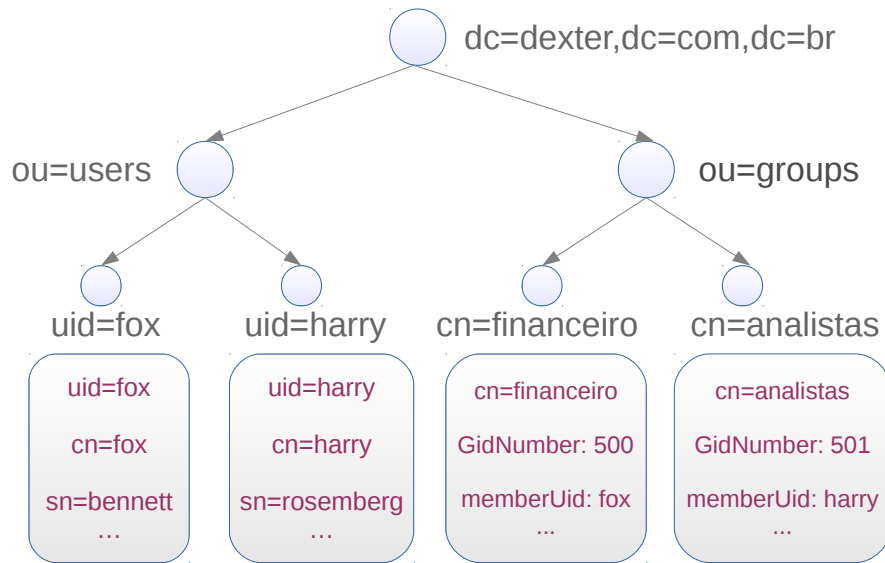 dc=dexter,dc=com,dc=br
ou=users
ou=groups
uid=fox
uid=harry
cn=financeiro
cn=analistas
uid=fox
cn=fox
sn=bennett
...
uid=harry
cn=harry
sn=rosemberg
...
cn=financeiro
GidNumber: 500
memberUid: fox
...
cn=analistas
GidNumber: 501
memberUid: harry
...